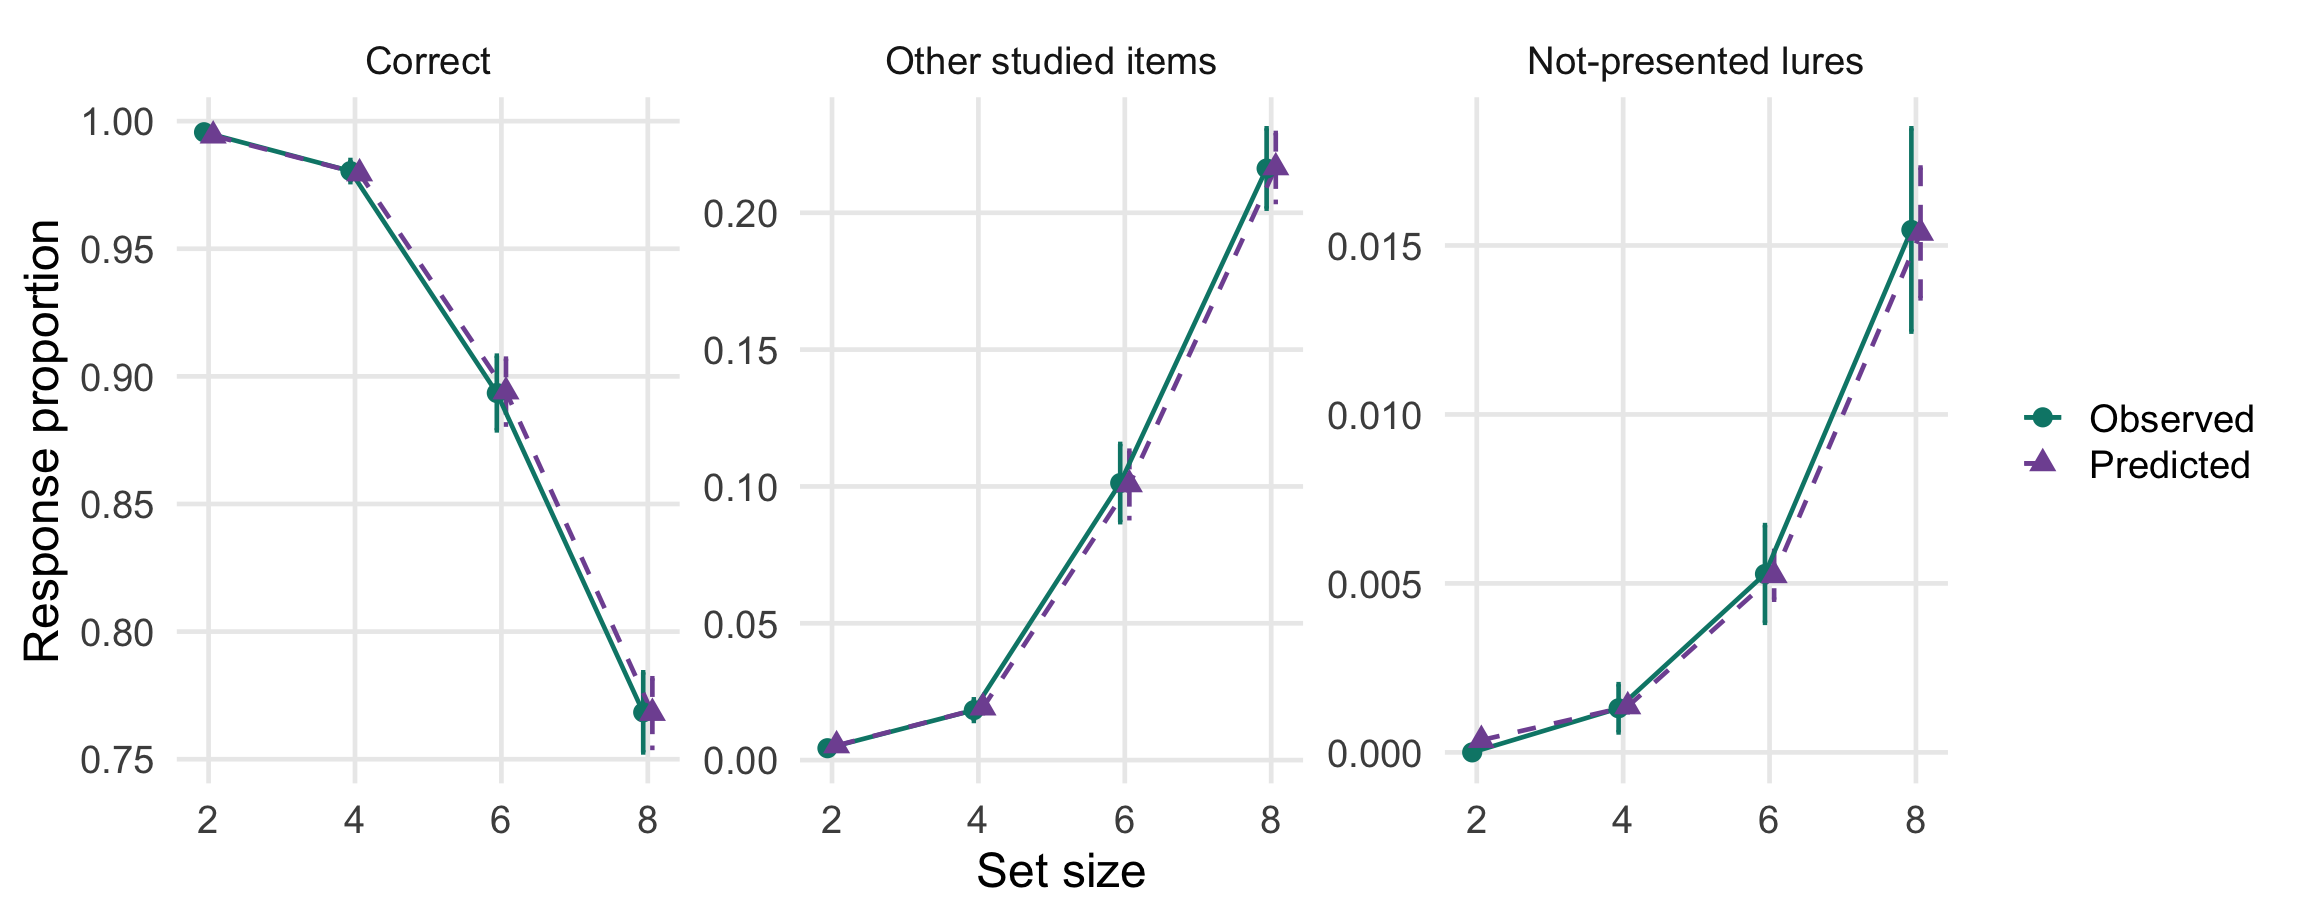 Correct
Other studied items
Not-presented lures
Response proportion
1.00
0.95
0.90
0.85
0.80
0.75
0.20
0.15
0.10
0.05
0.00
0.015
0.010
0.005
0.000
2 4 6 8
2 4 6 8
2 4 6 8
Set size
Observed
Predicted